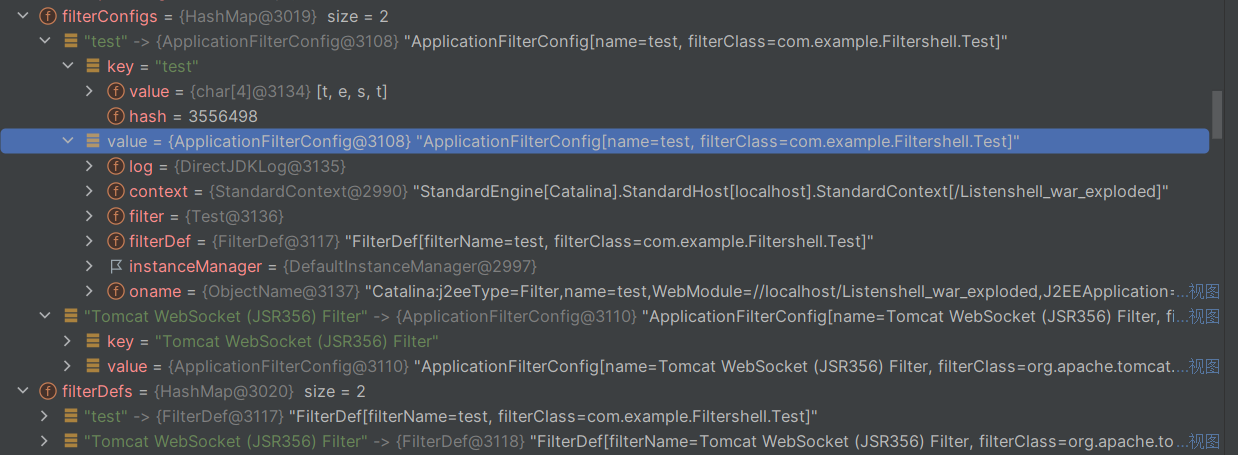 filterConfigs = {HashMap@3019} size = 2
"test" -> {ApplicationFilterConfig@3108} "ApplicationFilterConfig[name=test, filterClass=com.example.Filtershell.Test]"
key = "test"
value = {char[4]@3134} [t, e, s, t]
hash = 3556498
value = {ApplicationFilterConfig@3108} "ApplicationFilterConfig[name=test, filterClass=com.example.Filtershell.Test]"
log = {DirectJDKLog@3135}
context = {StandardContext@2990} "StandardEngine[Catalina].StandardHost[localhost].StandardContext[/Listenshell_war_exploded]"
filter = {Test@3136}
filterDef = {FilterDef@3117} "FilterDef[filterName=test, filterClass=com.example.Filtershell.Test]"
instanceManager = {DefaultInstanceManager@2997}
oname = {ObjectName@3137} "Catalina:j2eeType=Filter,name=test,WebModule=//localhost/Listenshell_war_exploded,J2EEApplication=...视图
"Tomcat WebSocket (JSR356) Filter" -> {ApplicationFilterConfig@3110} "ApplicationFilterConfig[name=Tomcat WebSocket (JSR356) Filter, fi...视图
key = "Tomcat WebSocket (JSR356) Filter"
value = {ApplicationFilterConfig@3110} "ApplicationFilterConfig[name=Tomcat WebSocket (JSR356) Filter, filterClass=org.apache.tomcat....视图
filterDefs = {HashMap@3020} size = 2
"test" -> {FilterDef@3117} "FilterDef[filterName=test, filterClass=com.example.Filtershell.Test]"
"Tomcat WebSocket (JSR356) Filter" -> {FilterDef@3118} "FilterDef[filterName=Tomcat WebSocket (JSR356) Filter, filterClass=org.apache.to...视图